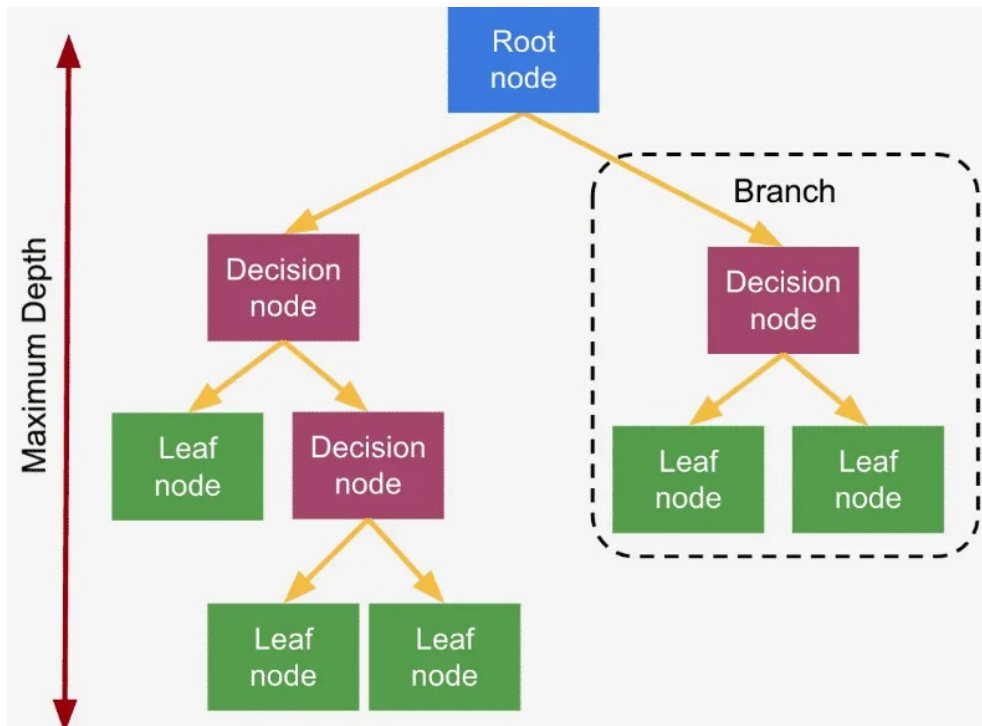 Root
node
Branch
Decision
node
Decision
node
Maximum Depth
Leaf
node
Decision
node
Leaf
node
Leaf
node
Leaf
node
Leaf
node